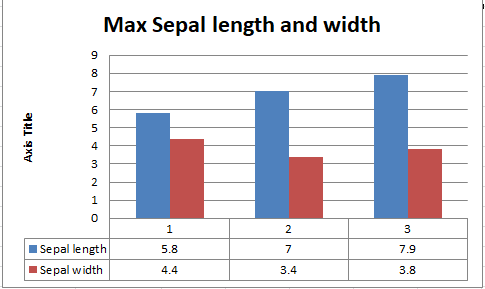 Max Sepal length and width
Axis Title
9
8
7
6
5
4
3
2
1
0
1 2 3
Sepal length 5.8 7 7.9
Sepal width 4.4 3.4 3.8